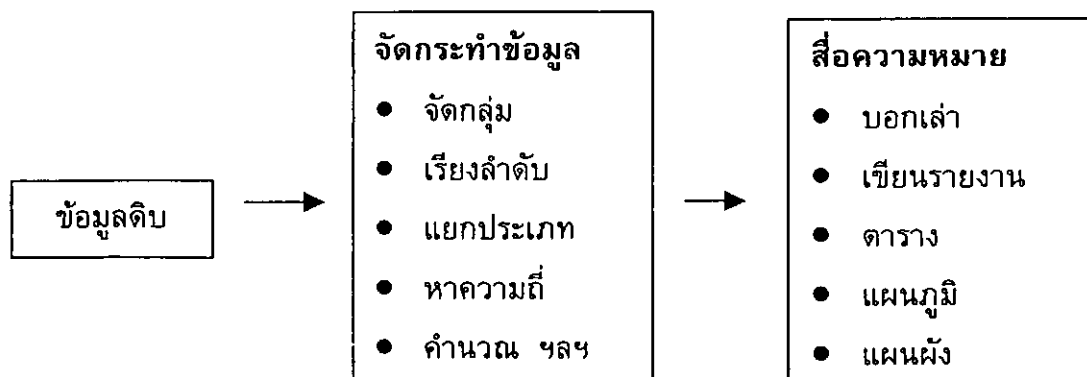 ข้อมูลดิบ
จัดกระทำข้อมูล
● จัดกลุ่ม
● เรียงลำดับ
● แยกประเภท
● หาความถี่
● คำนวณ ฯลฯ
สื่อความหมาย
● บอกเล่า
● เขียนรายงาน
● ตาราง
● แผนภูมิ
● แผนผัง